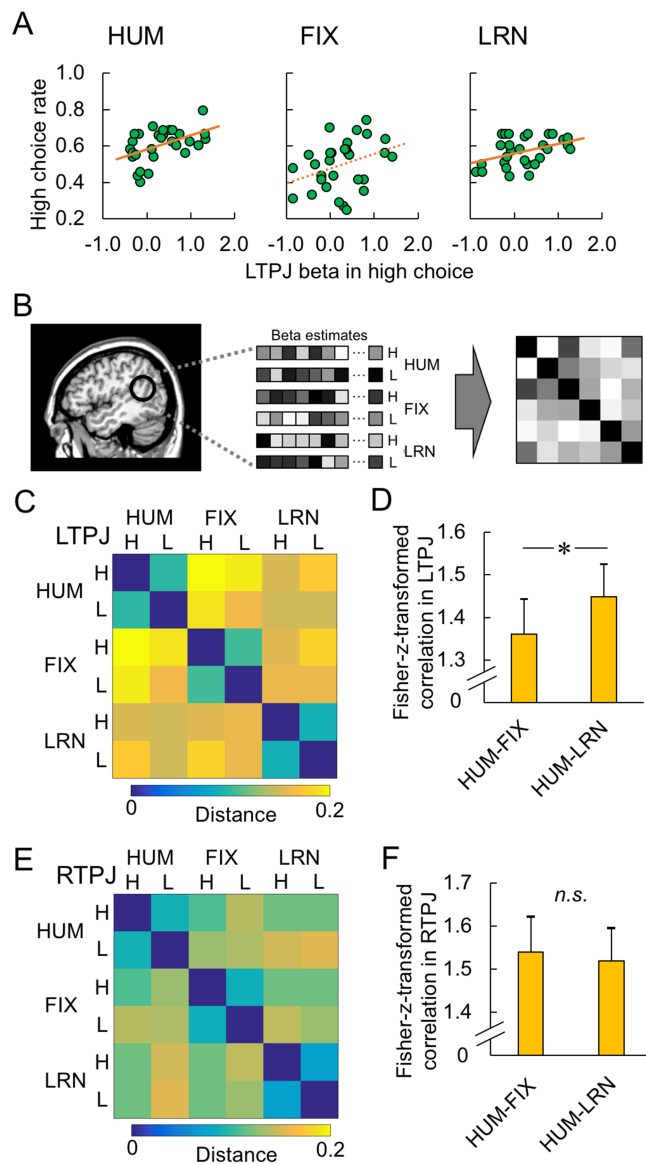 A
HUM FIX LRN
High choice rate
1.0
0.8
0.6
0.4
0.2
-1.0 0.0 1.0 2.0 -1.0 0.0 1.0 2.0 -1.0 0.0 1.0 2.0
LTPJ beta in high choice
B
Beta estimates
... H
HUM
... L
... H
FIX
... L
... H
LRN
... L
C
HUM FIX LRN
LTPJ H L H L H L
HUM H
L
FIX H
L
LRN H
L
0 0.2
Distance
D
Fisher-z-transformed
correlation in LTPJ
1.6
1.5
1.4
1.3
0
*
HUM-FIX
HUM-LRN
E
HUM FIX LRN
RTPJ H L H L H L
HUM H
L
FIX H
L
LRN H
L
0 0.2
Distance
F
Fisher-z-transformed
correlation in RTPJ
1.7
1.6
1.5
1.4
0
n.s.
HUM-FIX
HUM-LRN